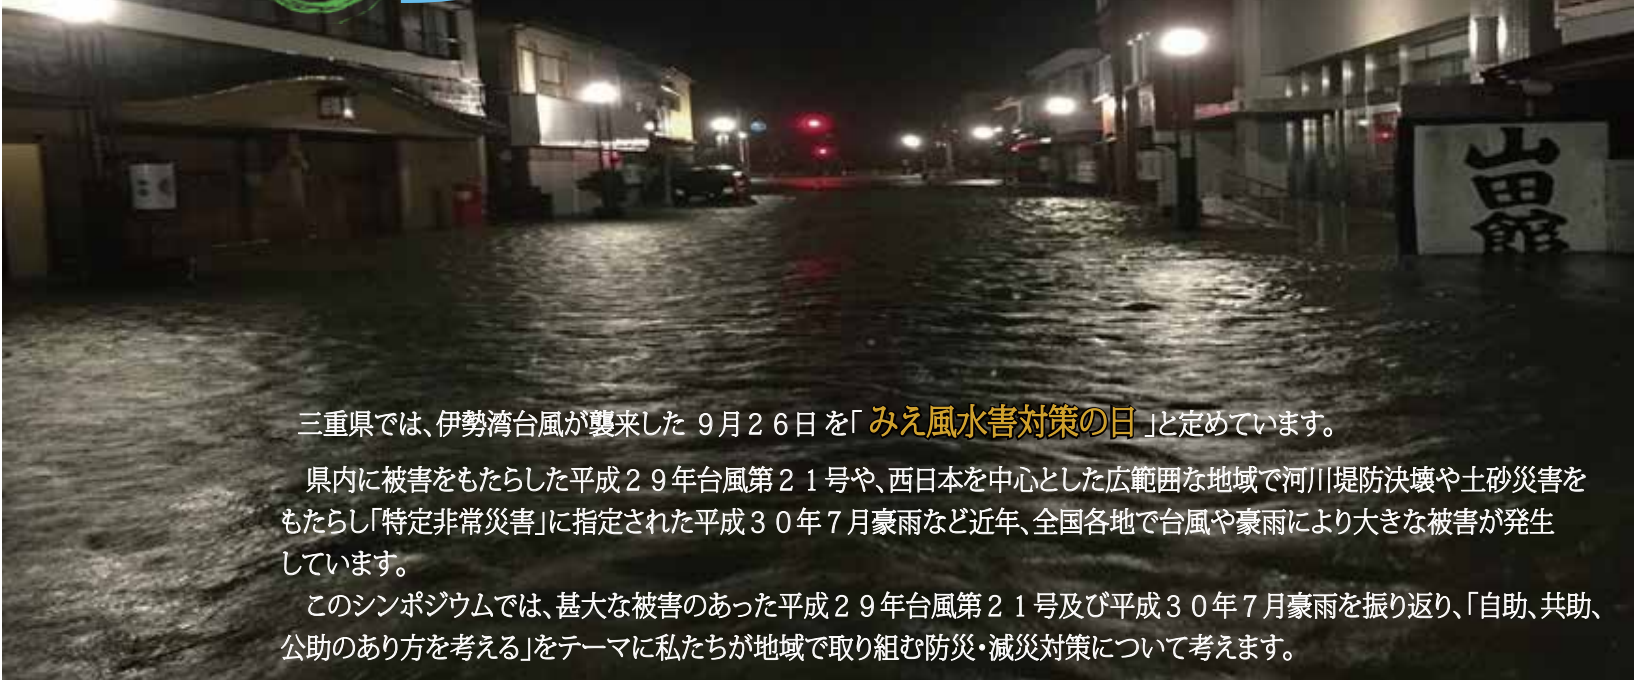 山田館
三重県では、伊勢湾台風が襲来した ９月２６日 を「 みえ風水害対策の日 」と定めています。
県内に被害をもたらした平成２９年台風第２１号や、西日本を中心とした広範囲な地域で河川堤防決壊や土砂災害を
もたらし「特定非常災害」に指定された平成３０年７月豪雨など近年、全国各地で台風や豪雨により大きな被害が発生
しています。
このシンポジウムでは、甚大な被害のあった平成２９年台風第２１号及び平成３０年７月豪雨を振り返り、「自助、共助、
公助のあり方を考える」をテーマに私たちが地域で取り組む防災・減災対策について考えます。